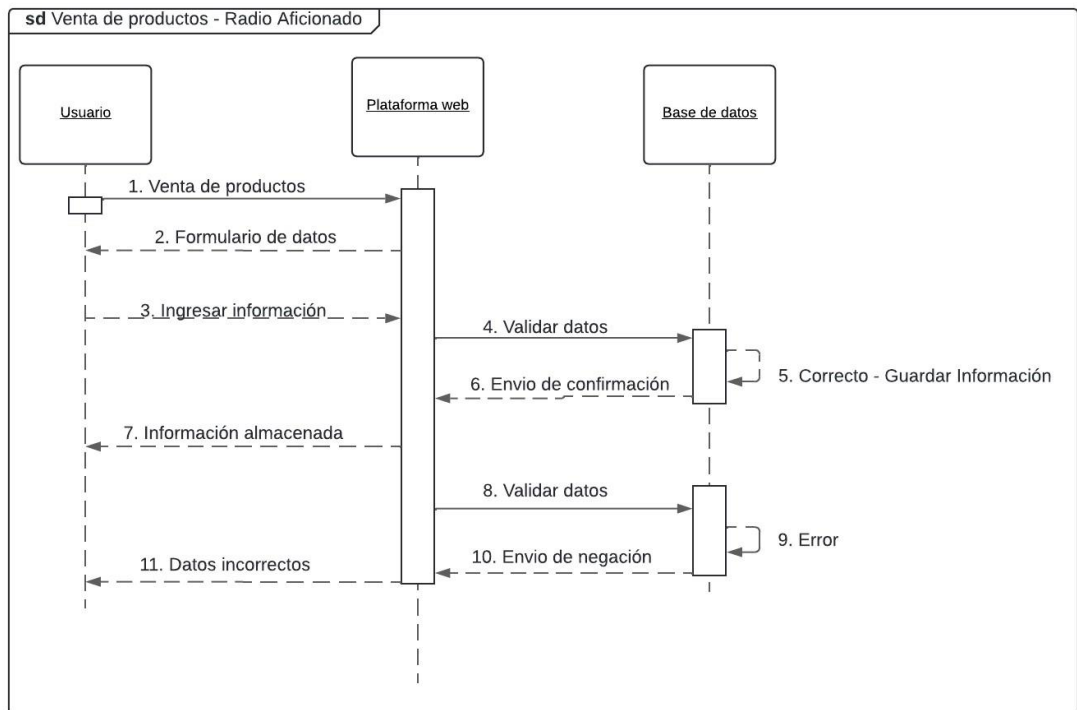 sd Venta de productos - Radio Aficionado
Usuario
Plataforma web
Base de datos
1. Venta de productos
2. Formulario de datos
3. Ingresar información
4. Validar datos
5. Correcto - Guardar Información
6. Envio de confirmación
7. Información almacenada
8. Validar datos
9. Error
10. Envio de negación
11. Datos incorrectos